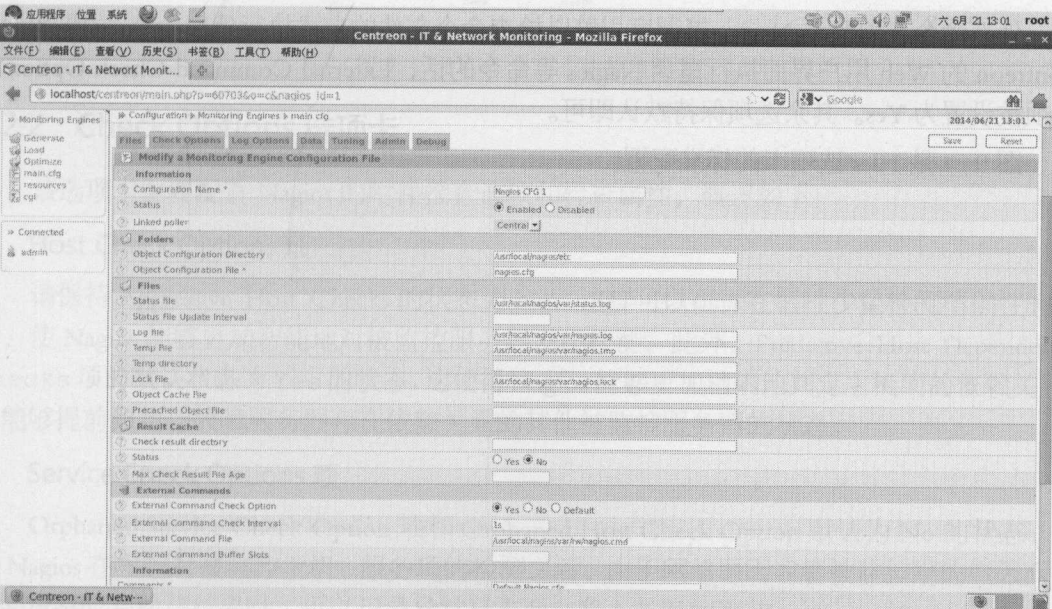 应用程序 位置 系统
六 6月 21 13:01 root
Centreon - IT & Network Monitoring - Mozilla Firefox
文件(F) 编辑(E) 查看(V) 历史(S) 书签(B) 工具(T) 帮助(H)
Centreon - IT & Network Monit...
localhost/centreon/main.php?p=60703&o=c&nagios_id=1
Google
Monitoring Engines
Generate
Load
Optimize
main.cfg
resources
cgi
Connected
admin
Configuration > Monitoring Engines > main.cfg
2014/06/21 13:01
Files Check Options Log Options Data Tuning Admin Debug
Save Reset
Modify a Monitoring Engine Configuration File
Information
Configuration Name * Nagios CFG 1
Status Enabled Disabled
Linked poller Central
Folders
Object Configuration Directory /usr/local/nagios/etc
Object Configuration File * nagios.cfg
Files
Status file /usr/local/nagios/var/status.log
Status File Update Interval
Log file /usr/local/nagios/var/nagios.log
Temp File /usr/local/nagios/var/nagios.tmp
Temp directory
Lock File /usr/local/nagios/var/nagios.lock
Object Cache File
Precached Object File
Result Cache
Check result directory
Status Yes No
Max Check Result File Age
External Commands
External Command Check Option Yes No Default
External Command Check Interval 1s
External Command File /usr/local/nagios/var/rw/nagios.cmd
External Command Buffer Slots
Information
Comments * Default Nagios.cfg
Centreon - IT & Netw...